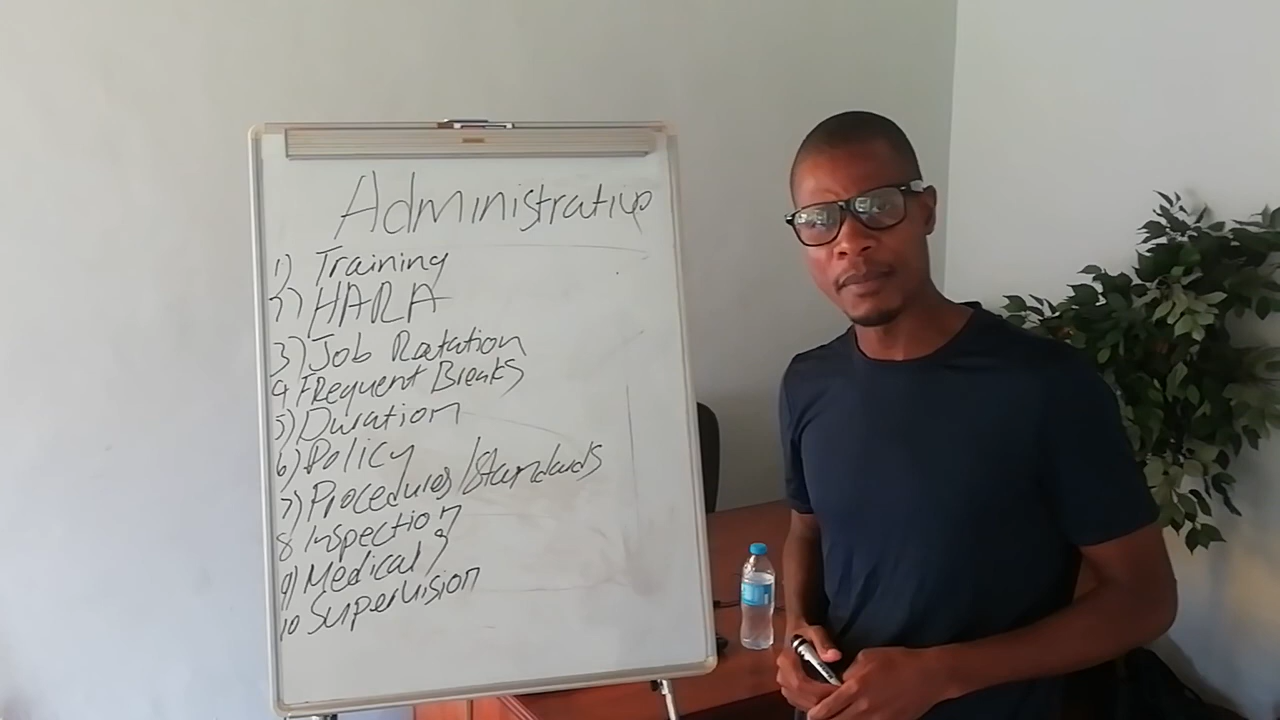 Administrative
1) Training
2) HARA
3) Job Rotation
4 Frequent Breaks
5) Duration
6) Policy
7) Procedures/Standards
8 Inspection
9) Medicals
10 Supervision